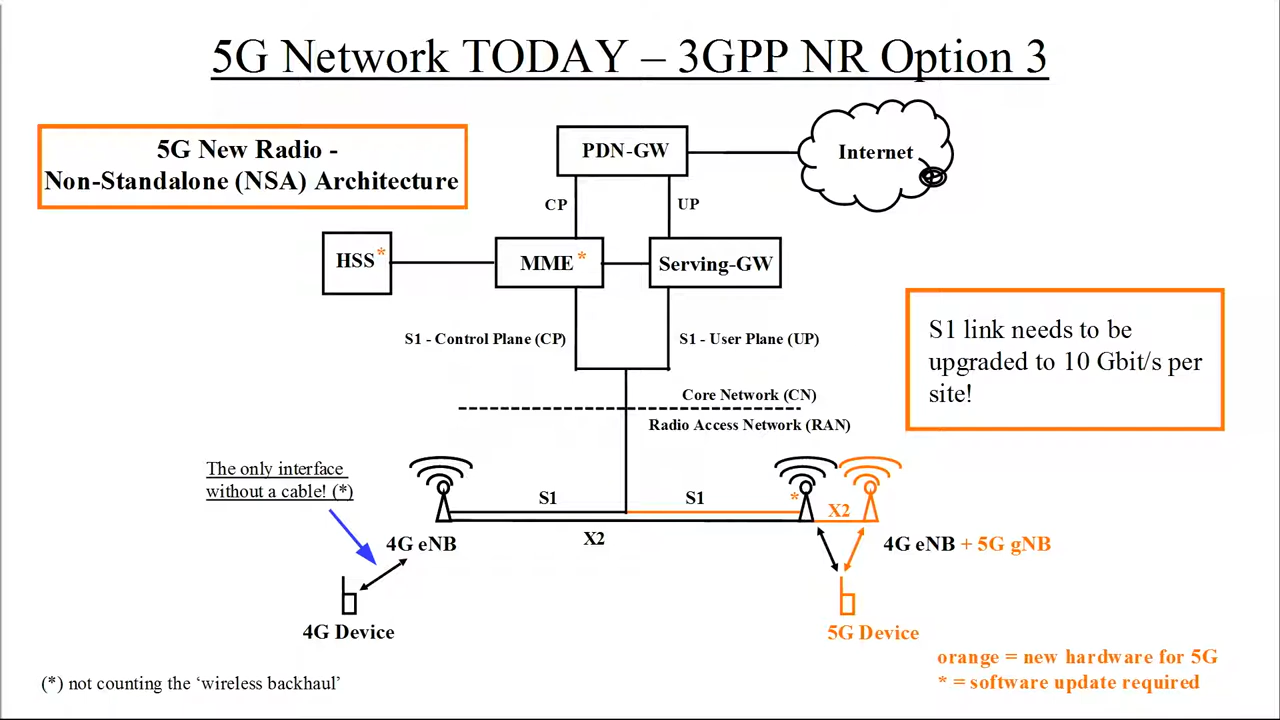 5G Network TODAY – 3GPP NR Option 3
5G New Radio -
Non-Standalone (NSA) Architecture
PDN-GW
Internet
CP
UP
HSS*
MME*
Serving-GW
S1 - Control Plane (CP)
S1 - User Plane (UP)
S1 link needs to be
upgraded to 10 Gbit/s per
site!
Core Network (CN)
Radio Access Network (RAN)
The only interface
without a cable! (*)
S1
S1
*
X2
X2
4G eNB
4G eNB + 5G gNB
4G Device
5G Device
orange = new hardware for 5G
* = software update required
(*) not counting the ‘wireless backhaul’